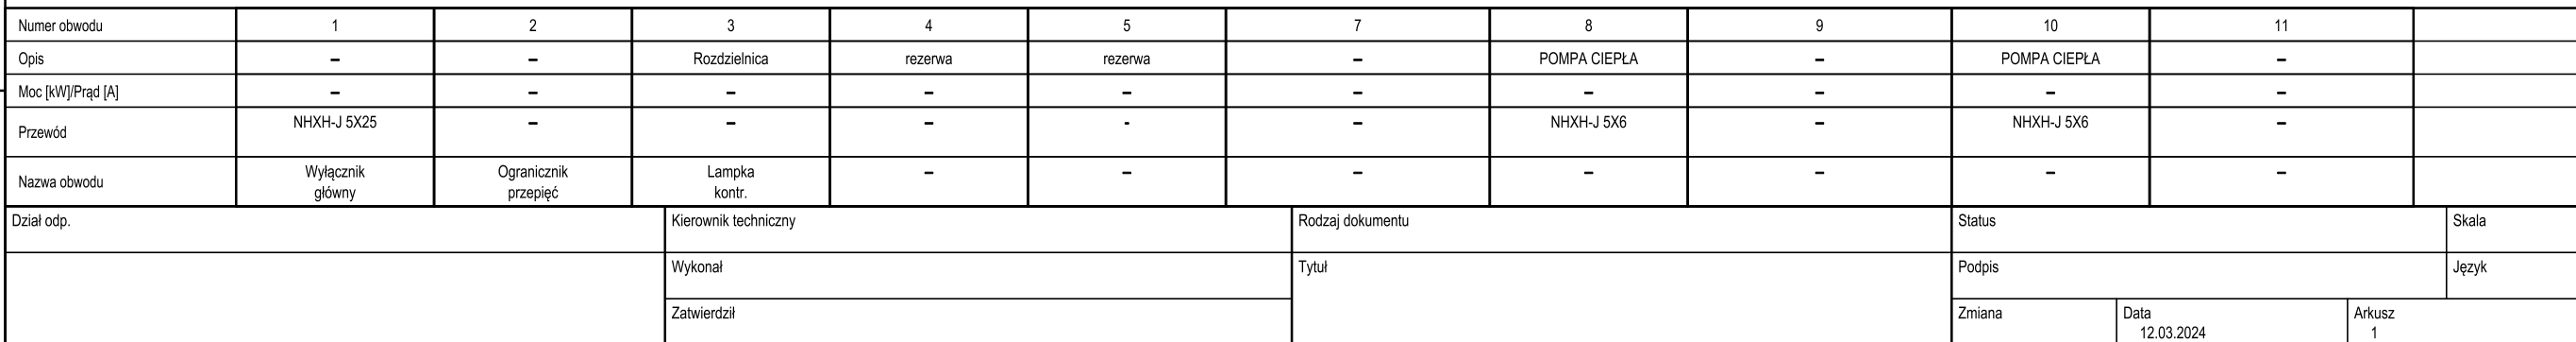 Numer obwodu 1 2 3 4 5 7 8 9 10 11
Opis – – Rozdzielnica rezerwa rezerwa – POMPA CIEPŁA – POMPA CIEPŁA –
Moc [kW]/Prąd [A] – – – – – – – – – –
Przewód NHXH-J 5X25 – – – - – NHXH-J 5X6 – NHXH-J 5X6 –
Nazwa obwodu Wyłącznik główny Ogranicznik przepięć Lampka kontr. – – – – – – –
Dział odp. Kierownik techniczny Rodzaj dokumentu Status Skala
Wykonał Tytuł Podpis Język
Zatwierdził Zmiana Data Arkusz
12.03.2024 1